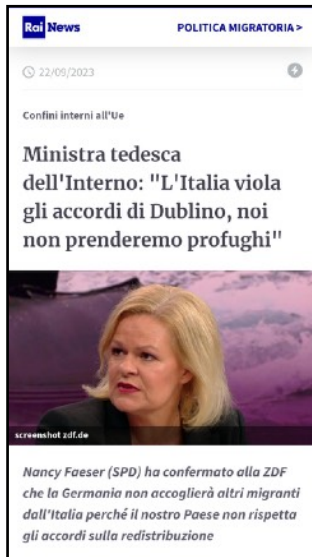 Rai News
POLITICA MIGRATORIA >
22/09/2023
Confini interni all'Ue
Ministra tedesca
dell'Interno: "L'Italia viola
gli accordi di Dublino, noi
non prenderemo profughi"
screenshot zdf.de
Nancy Faeser (SPD) ha confermato alla ZDF
che la Germania non accoglierà altri migranti
dall'Italia perché il nostro Paese non rispetta
gli accordi sulla redistribuzione